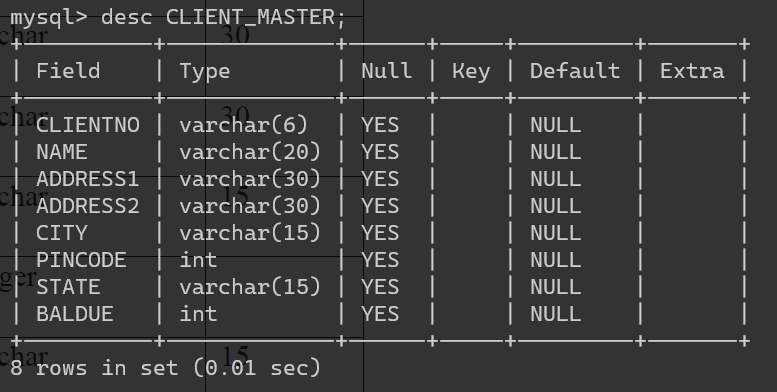 mysql> desc CLIENT_MASTER;
+----------+-------------+------+-----+---------+-------+
| Field    | Type        | Null | Key | Default | Extra |
+----------+-------------+------+-----+---------+-------+
| CLIENTNO | varchar(6)  | YES  |     | NULL    |       |
| NAME     | varchar(20) | YES  |     | NULL    |       |
| ADDRESS1 | varchar(30) | YES  |     | NULL    |       |
| ADDRESS2 | varchar(30) | YES  |     | NULL    |       |
| CITY     | varchar(15) | YES  |     | NULL    |       |
| PINCODE  | int         | YES  |     | NULL    |       |
| STATE    | varchar(15) | YES  |     | NULL    |       |
| BALDUE   | int         | YES  |     | NULL    |       |
+----------+-------------+------+-----+---------+-------+
8 rows in set (0.01 sec)